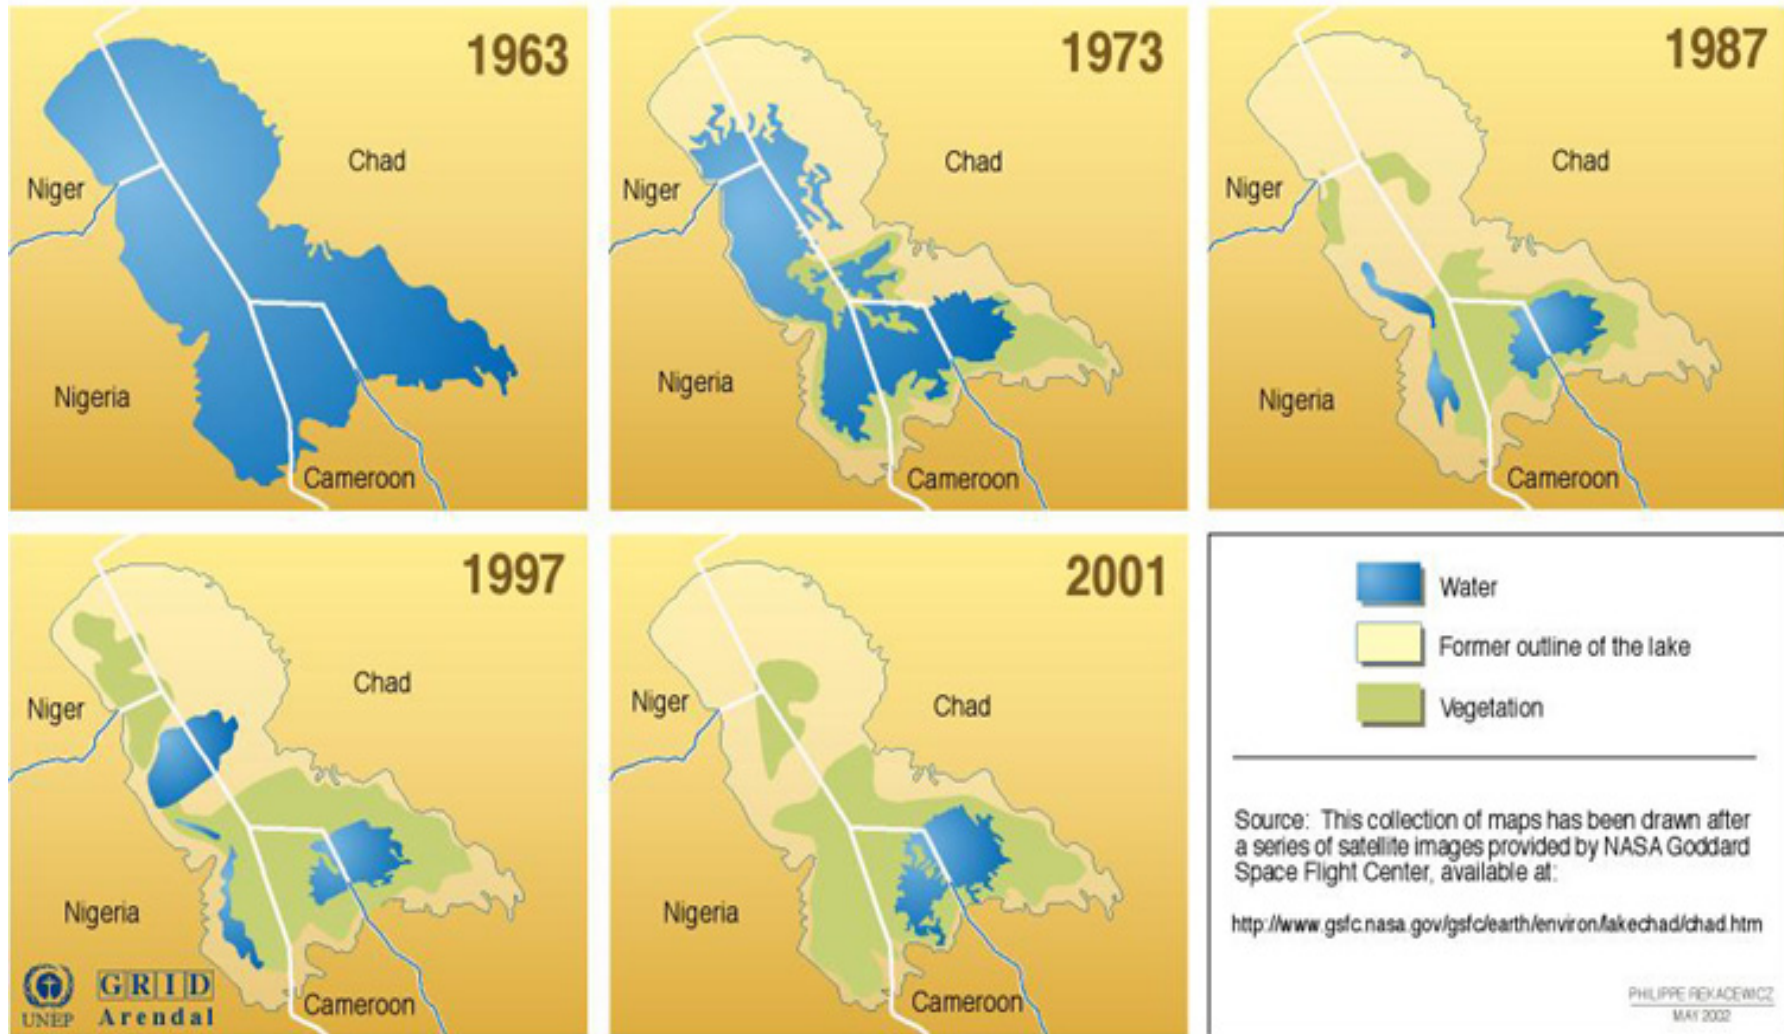 1963
Chad
Niger
Nigeria
Cameroon
1973
Chad
Niger
Nigeria
Cameroon
1987
Chad
Niger
Nigeria
Cameroon
1997
Chad
Niger
Nigeria
Cameroon
UNEP
GRID
Arendal
2001
Chad
Niger
Nigeria
Cameroon
Water
Former outline of the lake
Vegetation
Source: This collection of maps has been drawn after
a series of satellite images provided by NASA Goddard
Space Flight Center, available at:
http://www.gsfc.nasa.gov/gsfc/earth/environ/lakechad/chad.htm
PHILIPPE REKACEWICZ
MAY 2002